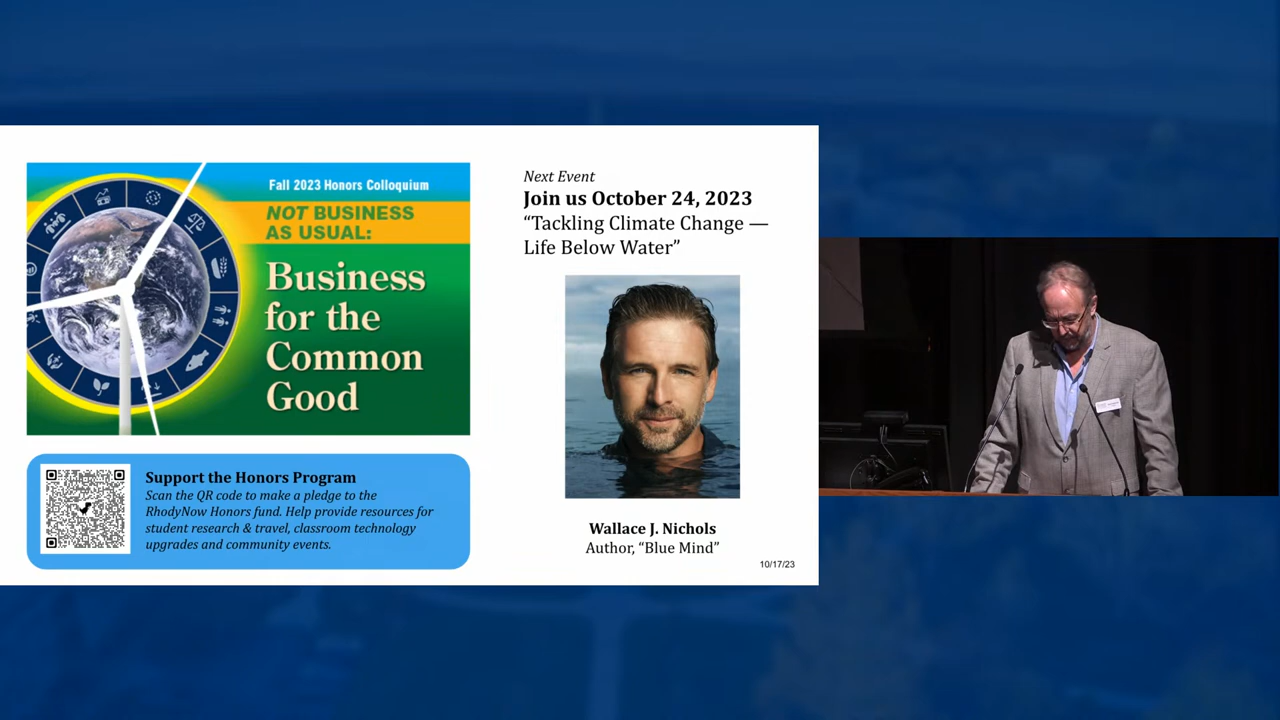 Fall 2023 Honors Colloquium
NOT BUSINESS
AS USUAL:
Business
for the
Common
Good
Support the Honors Program
Scan the QR code to make a pledge to the
RhodyNow Honors fund. Help provide resources for
student research & travel, classroom technology
upgrades and community events.
Next Event
Join us October 24, 2023
“Tackling Climate Change —
Life Below Water”
Wallace J. Nichols
Author, “Blue Mind”
10/17/23